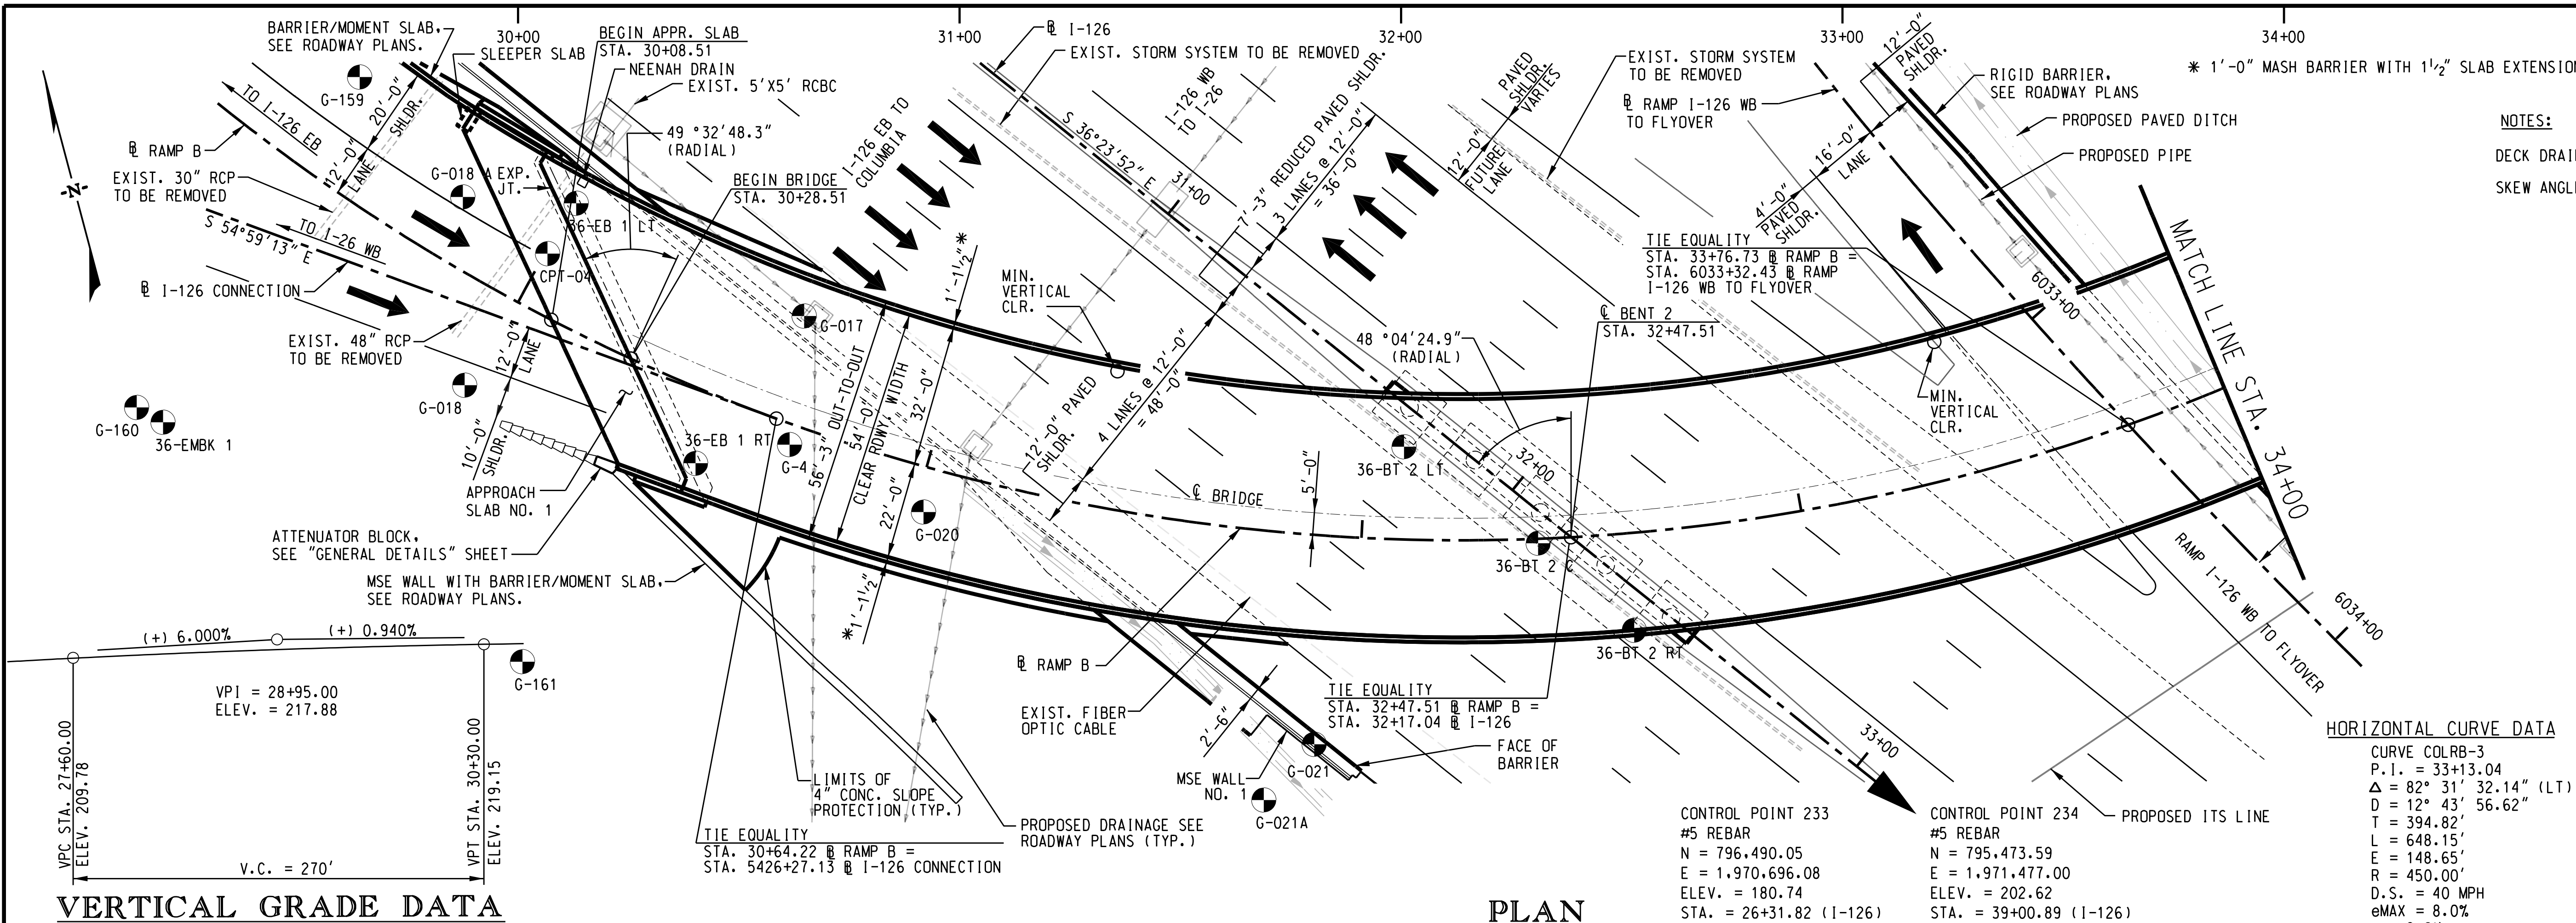 30+00
31+00
32+00
33+00
34+00
BARRIER/MOMENT SLAB,
SEE ROADWAY PLANS.
SLEEPER SLAB
BEGIN APPR. SLAB
STA. 30+08.51
NEENAH DRAIN
EXIST. 5'X5' RCBC
49 °32'48.3"
(RADIAL)
G-159
TO I-126 EB
20'-0"
SHLDR.
12'-0"
LANE
℄ RAMP B
EXIST. 30" RCP
TO BE REMOVED
S 54°59'13" E
TO I-26 WB
℄ I-126 CONNECTION
EXIST. 48" RCP
TO BE REMOVED
G-018 A
EXP.
JT.
36-EB 1 LT
CPT-04
BEGIN BRIDGE
STA. 30+28.51
I-126 EB TO
COLUMBIA
℄ I-126
EXIST. STORM SYSTEM TO BE REMOVED
S 36°23'52" E
31+00
I-126 WB
TO I-26
7'-3" REDUCED PAVED SHLDR.
3 LANES @ 12'-0"
= 36'-0"
12'-0"
FUTURE
LANE
PAVED
SHLDR.
VARIES
EXIST. STORM SYSTEM
TO BE REMOVED
℄ RAMP I-126 WB
TO FLYOVER
12'-0"
PAVED
SHLDR.
16'-0"
LANE
4'-0"
PAVED
SHLDR.
RIGID BARRIER,
SEE ROADWAY PLANS
PROPOSED PAVED DITCH
PROPOSED PIPE
* 1'-0" MASH BARRIER WITH 1 1/2" SLAB EXTENSION
NOTES:
DECK DRAI
SKEW ANGL
N
TIE EQUALITY
STA. 33+76.73 ℄ RAMP B =
STA. 6033+32.43 ℄ RAMP
I-126 WB TO FLYOVER
6033+00
MATCH LINE STA. 34+00
MIN.
VERTICAL
CLR.
G-017
1'-1 1/2" *
56'-3" OUT-TO-OUT
54'-0"
CLEAR RDWY. WIDTH
32'-0"
22'-0"
* 1'-1 1/2"
12'-0" PAVED
SHLDR.
4 LANES @ 12'-0"
= 48'-0"
℄ BENT 2
STA. 32+47.51
48 °04'24.9"
(RADIAL)
MIN.
VERTICAL
CLR.
12'-0"
LANE
10'-0"
SHLDR.
G-018
G-160
36-EMBK 1
36-EB 1 RT
G-4
G-020
℄ BRIDGE
5'-0"
36-BT 2 LT
32+00
36-BT 2 C
36-BT 2 RT
APPROACH
SLAB NO. 1
ATTENUATOR BLOCK,
SEE "GENERAL DETAILS" SHEET
MSE WALL WITH BARRIER/MOMENT SLAB,
SEE ROADWAY PLANS.
RAMP I-126 WB TO FLYOVER
6034+00
(+) 6.000%
(+) 0.940%
VPI = 28+95.00
ELEV. = 217.88
VPC STA. 27+60.00
ELEV. 209.78
VPT STA. 30+30.00
ELEV. 219.15
G-161
V.C. = 270'
VERTICAL GRADE DATA
℄ RAMP B
EXIST. FIBER
OPTIC CABLE
TIE EQUALITY
STA. 32+47.51 ℄ RAMP B =
STA. 32+17.04 ℄ I-126
2'-6"
MSE WALL
NO. 1
G-021
G-021A
FACE OF
BARRIER
33+00
LIMITS OF
4" CONC. SLOPE
PROTECTION (TYP.)
PROPOSED DRAINAGE SEE
ROADWAY PLANS (TYP.)
TIE EQUALITY
STA. 30+64.22 ℄ RAMP B =
STA. 5426+27.13 ℄ I-126 CONNECTION
PLAN
CONTROL POINT 233
#5 REBAR
N = 796,490.05
E = 1,970,696.08
ELEV. = 180.74
STA. = 26+31.82 (I-126)
CONTROL POINT 234
#5 REBAR
N = 795,473.59
E = 1,971,477.00
ELEV. = 202.62
STA. = 39+00.89 (I-126)
PROPOSED ITS LINE
HORIZONTAL CURVE DATA
CURVE COLRB-3
P.I. = 33+13.04
Δ = 82° 31' 32.14" (LT)
D = 12° 43' 56.62"
T = 394.82'
L = 648.15'
E = 148.65'
R = 450.00'
D.S. = 40 MPH
eMAX = 8.0%